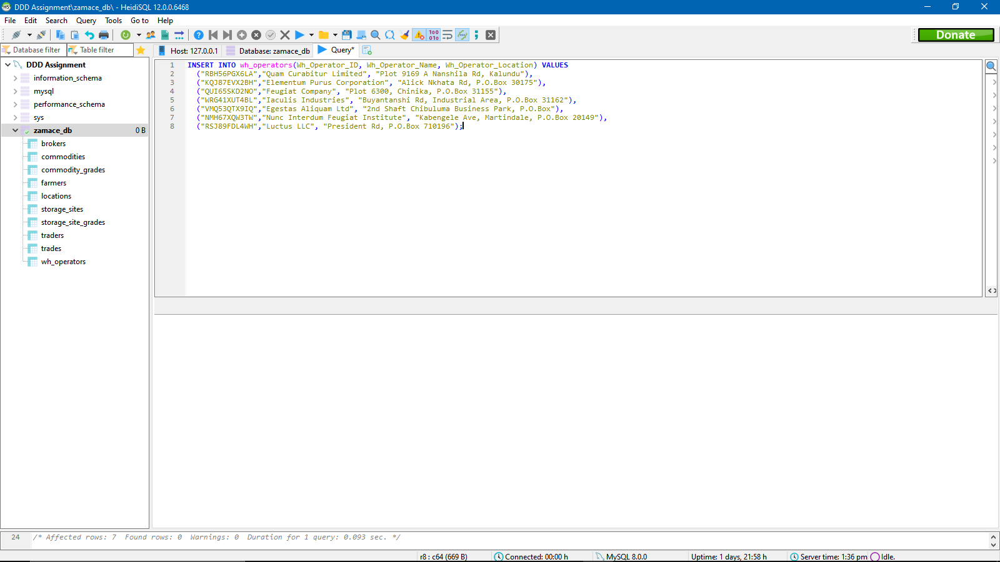 HS DDD Assignment\zamace_db\ - HeidiSQL 12.0.0.6468
File Edit Search Query Tools Go to Help
Donate
Database filter Table filter Host: 127.0.0.1 Database: zamace_db Query*
DDD Assignment
information_schema
mysql
performance_schema
sys
zamace_db 0 B
brokers
commodities
commodity_grades
farmers
locations
storage_sites
storage_site_grades
traders
trades
wh_operators
1 INSERT INTO wh_operators(Wh_Operator_ID, Wh_Operator_Name, Wh_Operator_Location) VALUES
2 ("RBH56PGX6LA","Quam Curabitur Limited", "Plot 9169 A Nanshila Rd, Kalundu"),
3 ("KQJ87EVX2BH","Elementum Purus Corporation", "Alick Nkhata Rd, P.O.Box 30175"),
4 ("QUI65SKD2NO","Feugiat Company", "Plot 6300, Chinika, P.O.Box 31155"),
5 ("WRG41XUT4BL","Iaculis Industries", "Buyantanshi Rd, Industrial Area, P.O.Box 31162"),
6 ("VMQ53QTX9IQ","Egestas Aliquam Ltd", "2nd Shaft Chibuluma Business Park, P.O.Box"),
7 ("NMH67XQW3TW","Nunc Interdum Feugiat Institute", "Kabengele Ave, Martindale, P.O.Box 20149"),
8 ("RSJ89FDL4WH","Luctus LLC", "President Rd, P.O.Box 710196");
24 /* Affected rows: 7 Found rows: 0 Warnings: 0 Duration for 1 query: 0.093 sec. */
r8 : c64 (669 B) Connected: 00:00 h MySQL 8.0.0 Uptime: 1 days, 21:58 h Server time: 1:36 pm Idle.